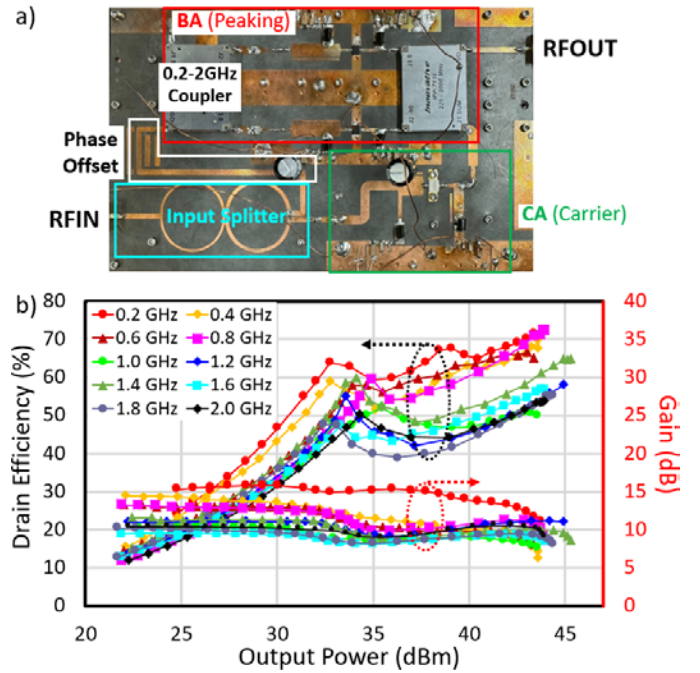 a)
BA (Peaking)
RFOUT
0.2-2GHz
Coupler
Innovative
Phase
Offset
RFIN
Input Splitter
CA (Carrier)
b)
80
70
60
50
40
30
20
10
0
Drain Efficiency (%)
0.2 GHz
0.4 GHz
0.6 GHz
0.8 GHz
1.0 GHz
1.2 GHz
1.4 GHz
1.6 GHz
1.8 GHz
2.0 GHz
40
35
30
25
20
15
10
5
0
Gain (dB)
20
25
30
35
40
45
Output Power (dBm)